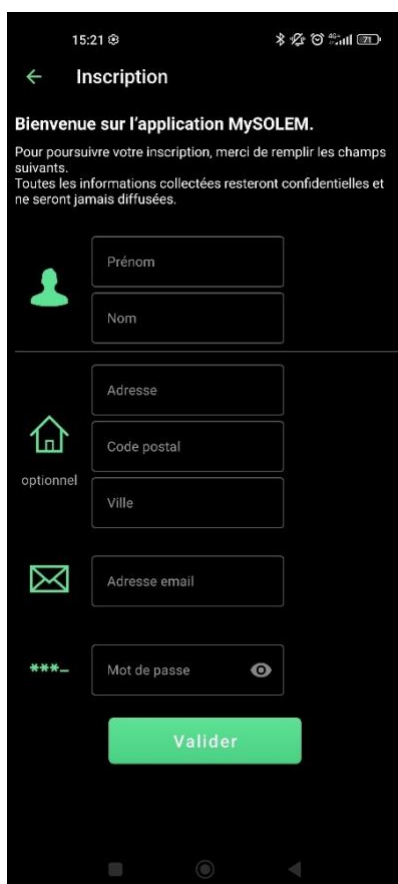 15:21
71
Inscription
Bienvenue sur l'application MySOLEM.
Pour poursuivre votre inscription, merci de remplir les champs
suivants.
Toutes les informations collectées resteront confidentielles et
ne seront jamais diffusées.
Prénom
Nom
Adresse
Code postal
optionnel
Ville
Adresse email
***_
Mot de passe
Valider